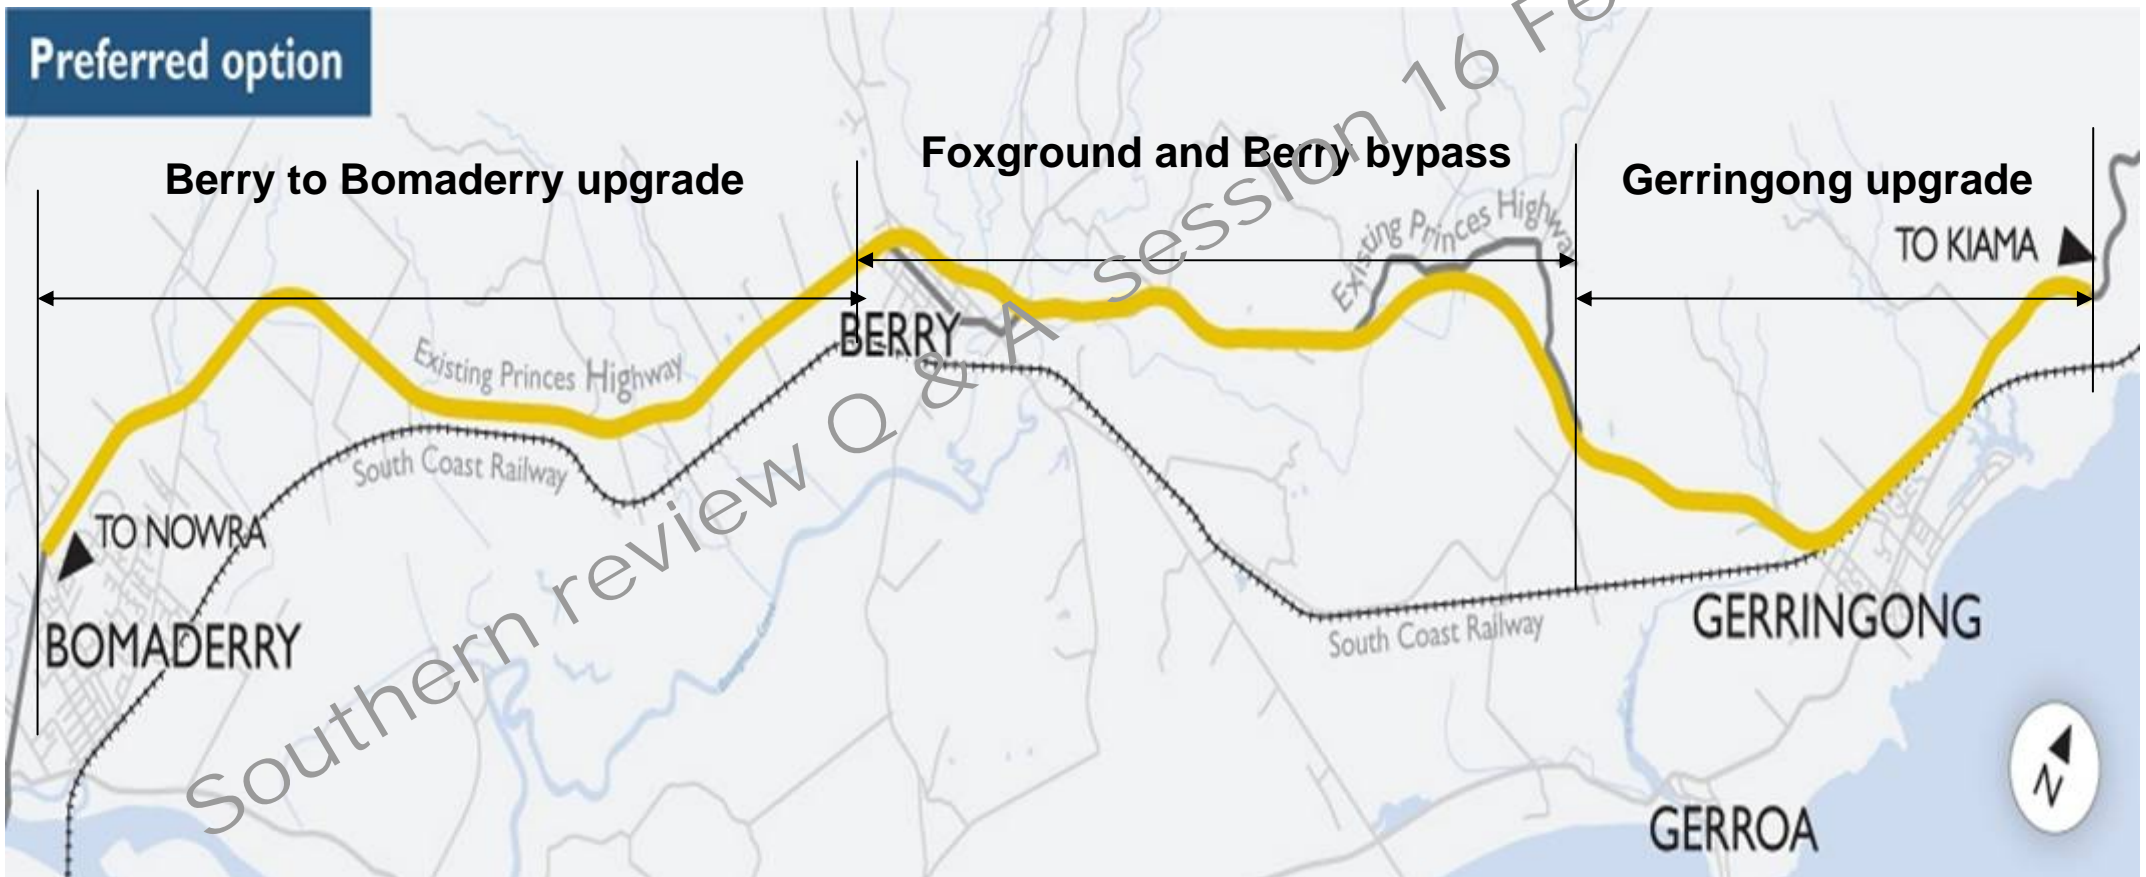 Preferred option
Berry to Bomaderry upgrade
Foxground and Berry bypass
Gerringong upgrade
Existing Princes Highway
TO KIAMA
BERRY
Existing Princes Highway
South Coast Railway
TO NOWRA
BOMADERRY
South Coast Railway
GERRINGONG
GERROA
N
Southern review Q & A session 16